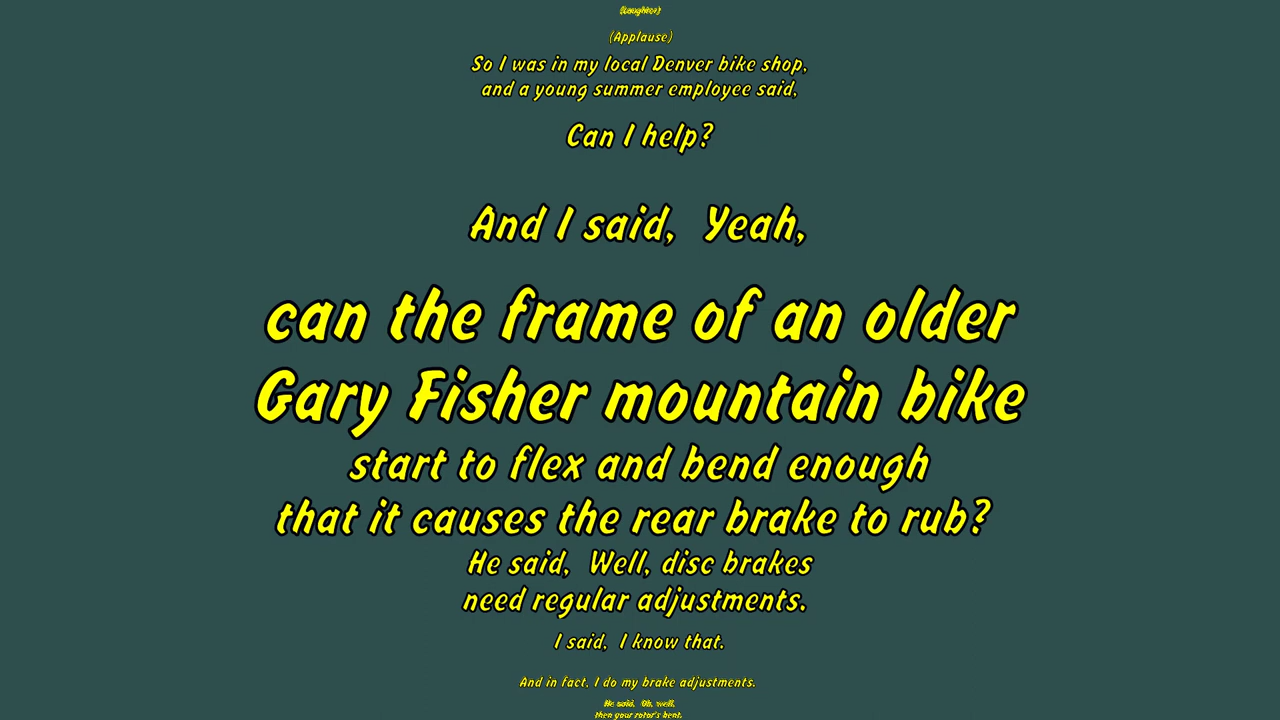 (Laughter)
(Applause)
So I was in my local Denver bike shop,
and a young summer employee said,
Can I help?
And I said,  Yeah,
can the frame of an older
Gary Fisher mountain bike
start to flex and bend enough
that it causes the rear brake to rub?
He said,  Well, disc brakes
need regular adjustments.
I said,  I know that.
And in fact, I do my brake adjustments.
He said,  Oh, well,
then your rotor's bent.